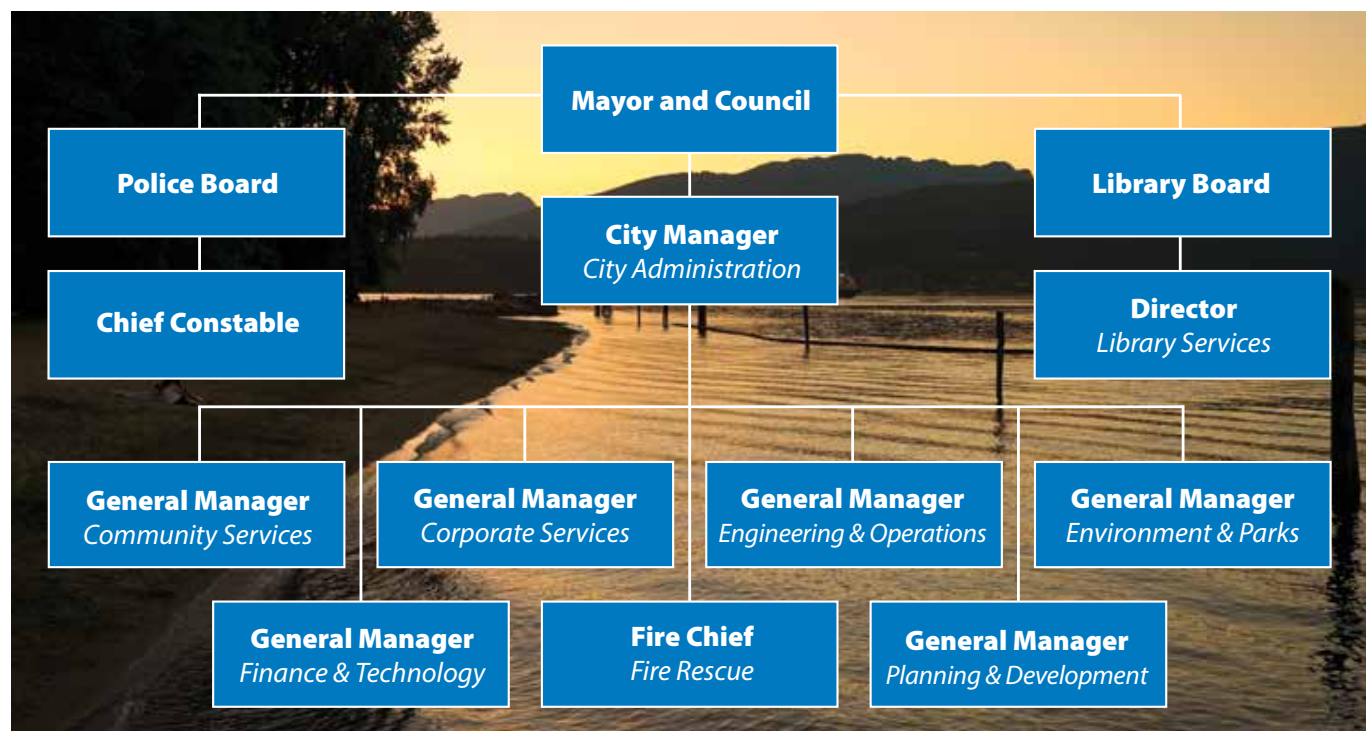 Mayor and Council
Police Board
Library Board
City Manager
City Administration
Chief Constable
Director
Library Services
General Manager
Community Services
General Manager
Corporate Services
General Manager
Engineering & Operations
General Manager
Environment & Parks
General Manager
Finance & Technology
Fire Chief
Fire Rescue
General Manager
Planning & Development